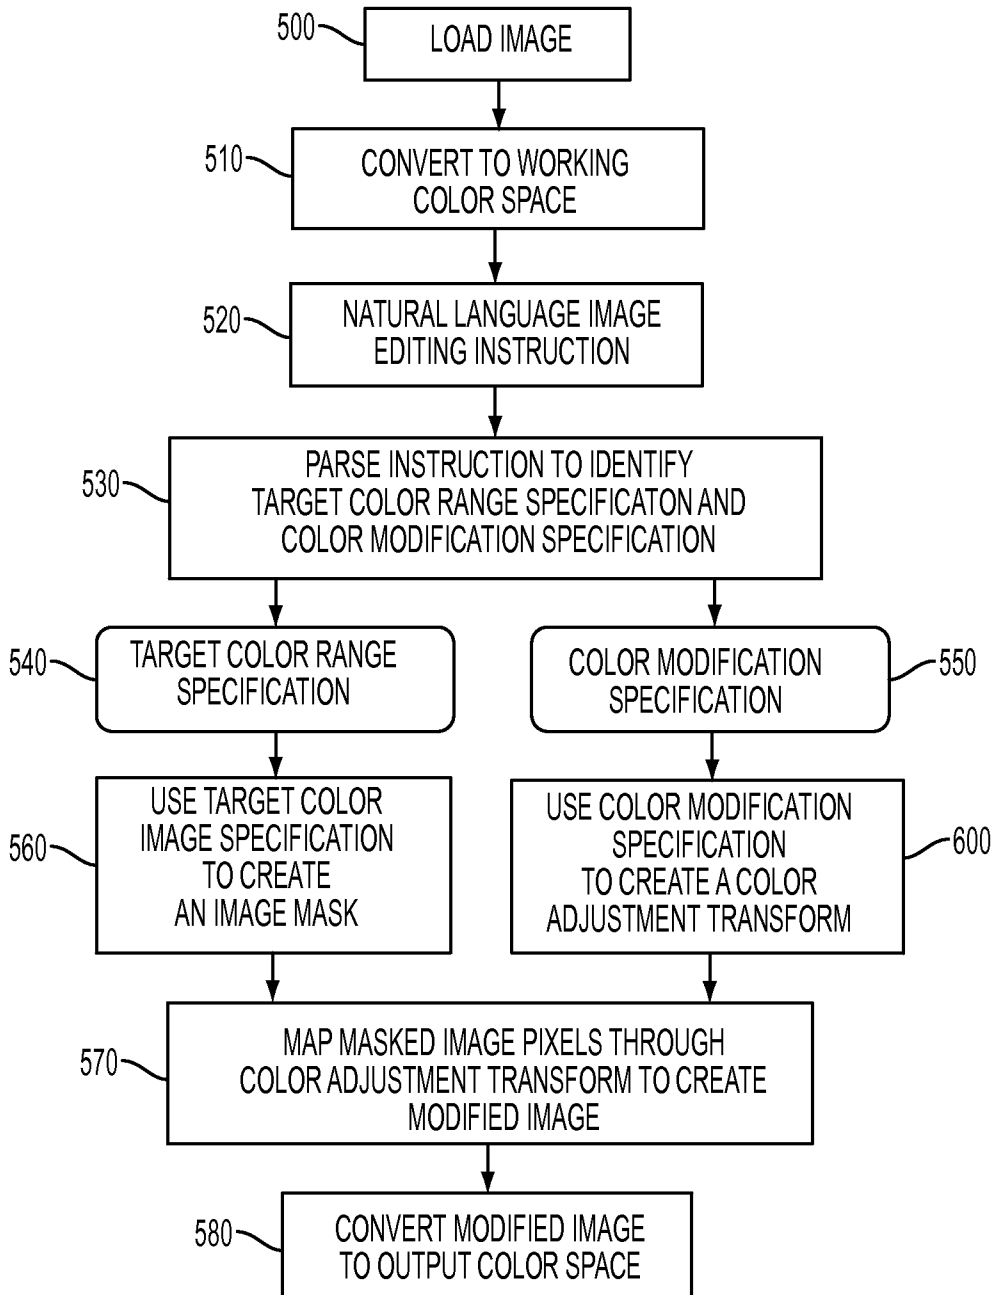 500
LOAD IMAGE
510
CONVERT TO WORKING
COLOR SPACE
520
NATURAL LANGUAGE IMAGE
EDITING INSTRUCTION
530
PARSE INSTRUCTION TO IDENTIFY
TARGET COLOR RANGE SPECIFICATON AND
COLOR MODIFICATION SPECIFICATION
540
TARGET COLOR RANGE
SPECIFICATION
COLOR MODIFICATION
SPECIFICATION
550
560
USE TARGET COLOR
IMAGE SPECIFICATION
TO CREATE
AN IMAGE MASK
USE COLOR MODIFICATION
SPECIFICATION
TO CREATE A COLOR
ADJUSTMENT TRANSFORM
600
570
MAP MASKED IMAGE PIXELS THROUGH
COLOR ADJUSTMENT TRANSFORM TO CREATE
MODIFIED IMAGE
580
CONVERT MODIFIED IMAGE
TO OUTPUT COLOR SPACE